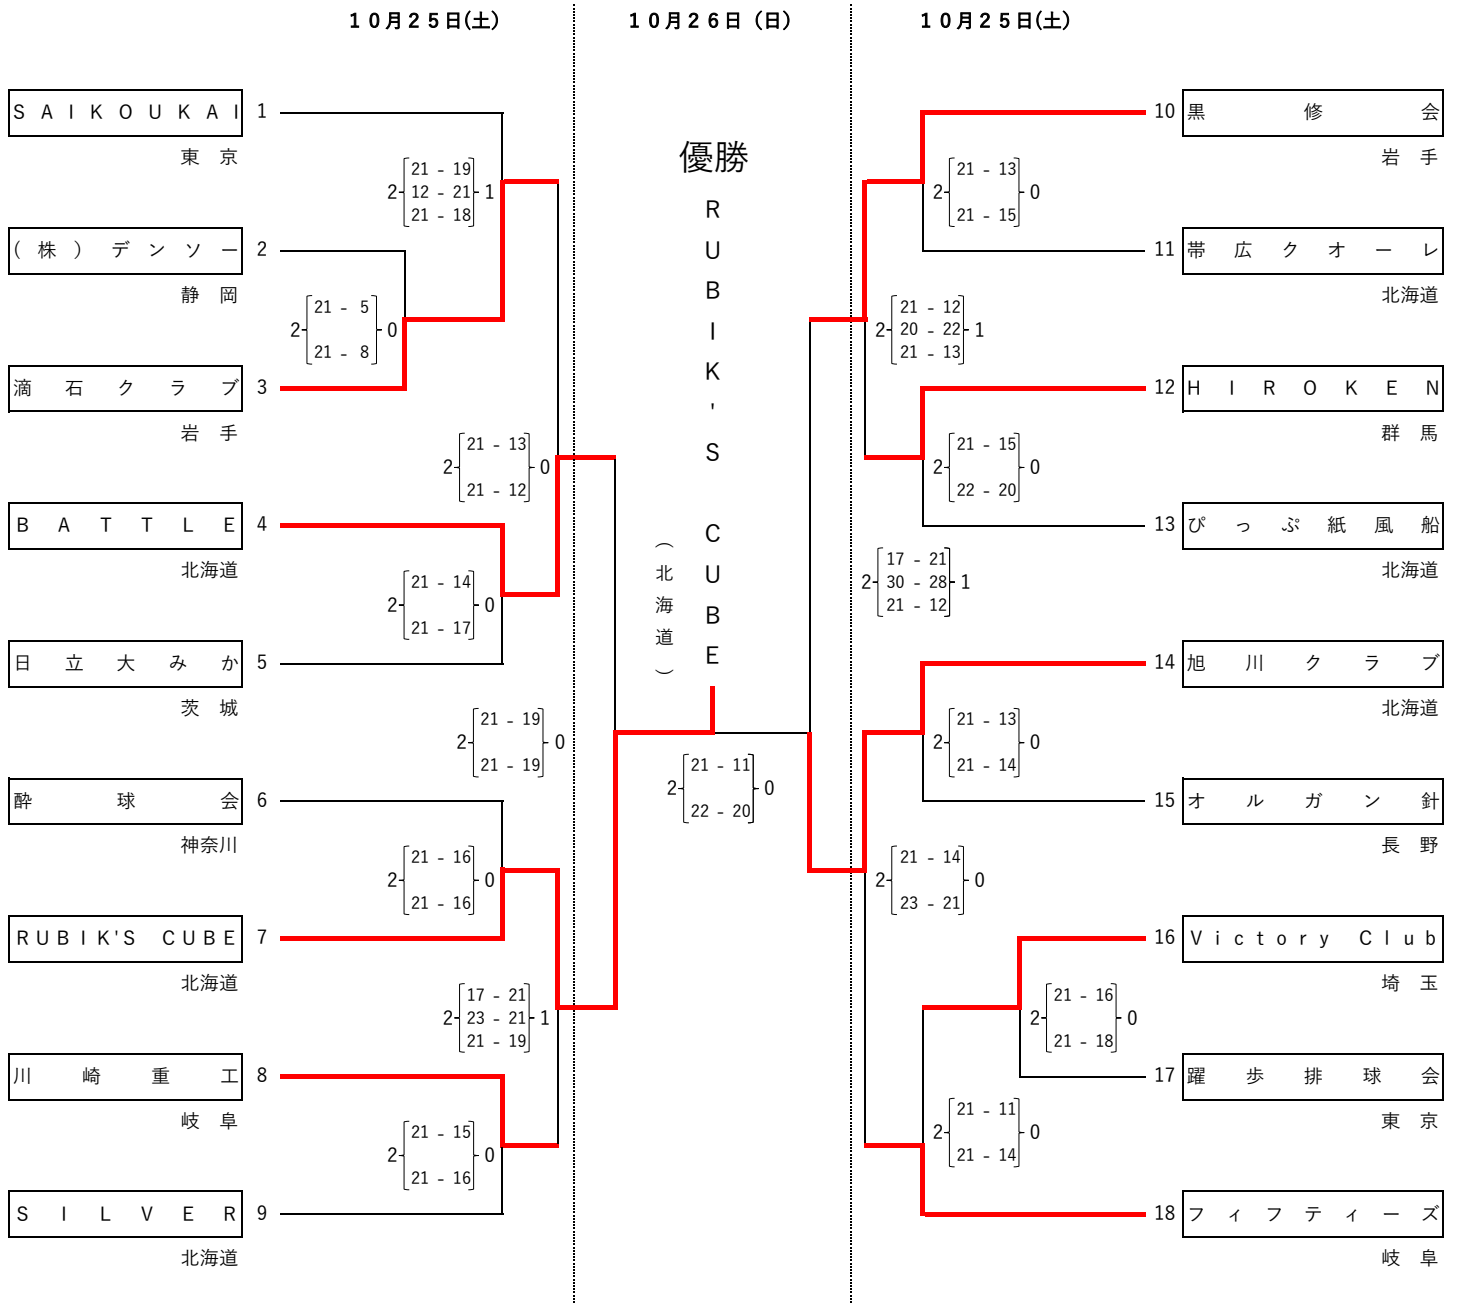 10月25日(土)
10月26日（日）
10月25日(土)
SAIKOUKAI 1
東京
(株)デンソー 2
静岡
滴石クラブ 3
岩手
BATTLE 4
北海道
日立大みか 5
茨城
酔球会 6
神奈川
RUBIK'S CUBE 7
北海道
川崎重工 8
岐阜
SILVER 9
北海道
2 21 - 19 1
12 - 21
21 - 18
2 21 - 5 0
21 - 8
2 21 - 13 0
21 - 12
2 21 - 14 0
21 - 17
2 21 - 19 0
21 - 19
2 21 - 16 0
21 - 16
2 17 - 21 1
23 - 21
21 - 19
2 21 - 15 0
21 - 16
優勝
RUBIK'S CUBE
（北海道）
2 21 - 11 0
22 - 20
2 21 - 13 0
21 - 15
2 21 - 12 1
20 - 22
21 - 13
2 21 - 15 0
22 - 20
2 17 - 21 1
30 - 28
21 - 12
2 21 - 13 0
21 - 14
2 21 - 14 0
23 - 21
2 21 - 16 0
21 - 18
2 21 - 11 0
21 - 14
10 黒修会
岩手
11 帯広クオーレ
北海道
12 HIROKEN
群馬
13 ぴっぷ紙風船
北海道
14 旭川クラブ
北海道
15 オルガン針
長野
16 Victory Club
埼玉
17 躍歩排球会
東京
18 フィフティーズ
岐阜